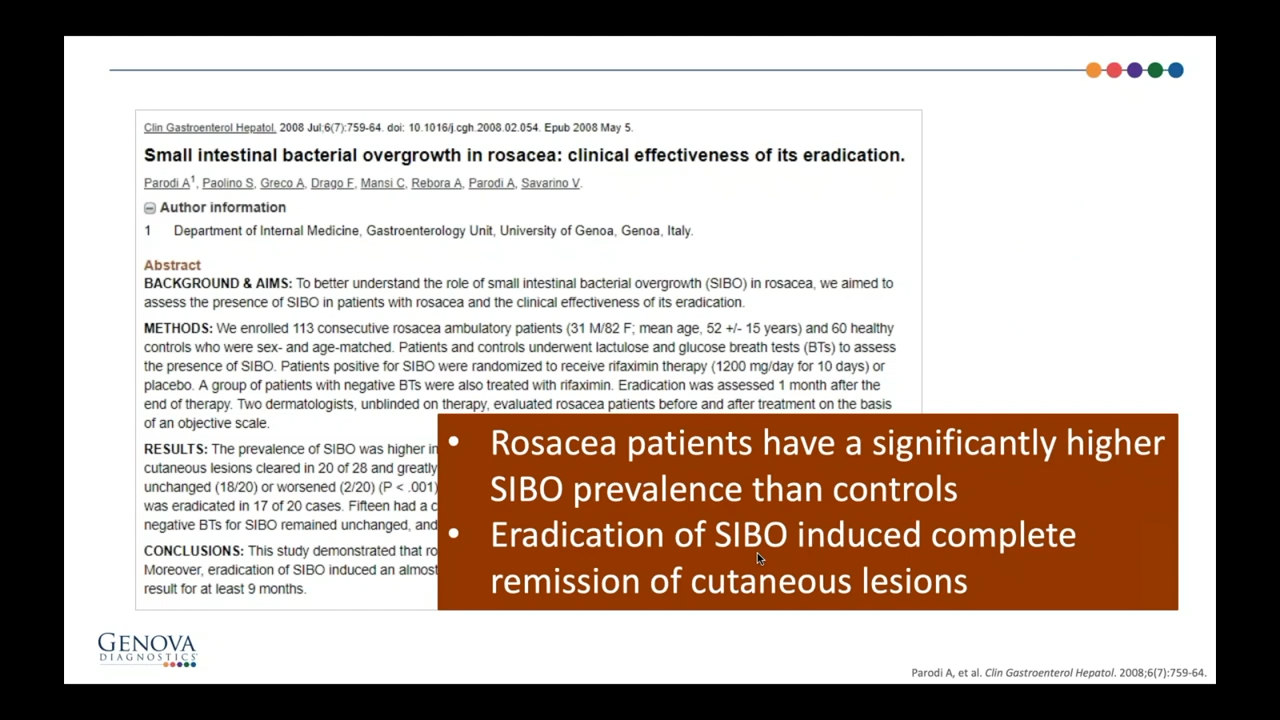 Clin Gastroenterol Hepatol. 2008 Jul;6(7):759-64. doi: 10.1016/j.cgh.2008.02.054. Epub 2008 May 5.
Small intestinal bacterial overgrowth in rosacea: clinical effectiveness of its eradication.
Parodi A1, Paolino S, Greco A, Drago F, Mansi C, Rebora A, Parodi A, Savarino V.
Author information
1 Department of Internal Medicine, Gastroenterology Unit, University of Genoa, Genoa, Italy.
Abstract
BACKGROUND & AIMS: To better understand the role of small intestinal bacterial overgrowth (SIBO) in rosacea, we aimed to
assess the presence of SIBO in patients with rosacea and the clinical effectiveness of its eradication.
METHODS: We enrolled 113 consecutive rosacea ambulatory patients (31 M/82 F; mean age, 52 +/- 15 years) and 60 healthy
controls who were sex- and age-matched. Patients and controls underwent lactulose and glucose breath tests (BTs) to assess
the presence of SIBO. Patients positive for SIBO were randomized to receive rifaximin therapy (1200 mg/day for 10 days) or
placebo. A group of patients with negative BTs were also treated with rifaximin. Eradication was assessed 1 month after the
end of therapy. Two dermatologists, unblinded on therapy, evaluated rosacea patients before and after treatment on the basis
of an objective scale.
RESULTS: The prevalence of SIBO was higher in
cutaneous lesions cleared in 20 of 28 and greatly
unchanged (18/20) or worsened (2/20) (P < .001)
was eradicated in 17 of 20 cases. Fifteen had a c
negative BTs for SIBO remained unchanged, and
CONCLUSIONS: This study demonstrated that ro
Moreover, eradication of SIBO induced an almost
result for at least 9 months.
• Rosacea patients have a significantly higher
SIBO prevalence than controls
• Eradication of SIBO induced complete
remission of cutaneous lesions
GENOVA
DIAGNOSTICS
Parodi A, et al. Clin Gastroenterol Hepatol. 2008;6(7):759-64.